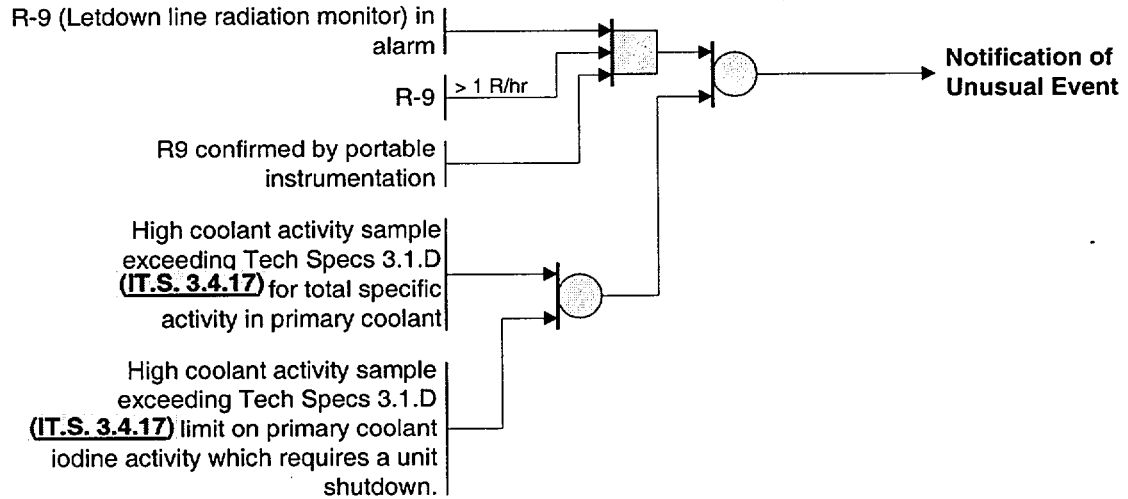 R-9 (Letdown line radiation monitor) in
alarm
R-9
> 1 R/hr
R9 confirmed by portable
instrumentation
High coolant activity sample
exceeding Tech Specs 3.1.D
(IT.S. 3.4.17) for total specific
activity in primary coolant
High coolant activity sample
exceeding Tech Specs 3.1.D
(IT.S. 3.4.17) limit on primary coolant
iodine activity which requires a unit
shutdown.
Notification of
Unusual Event